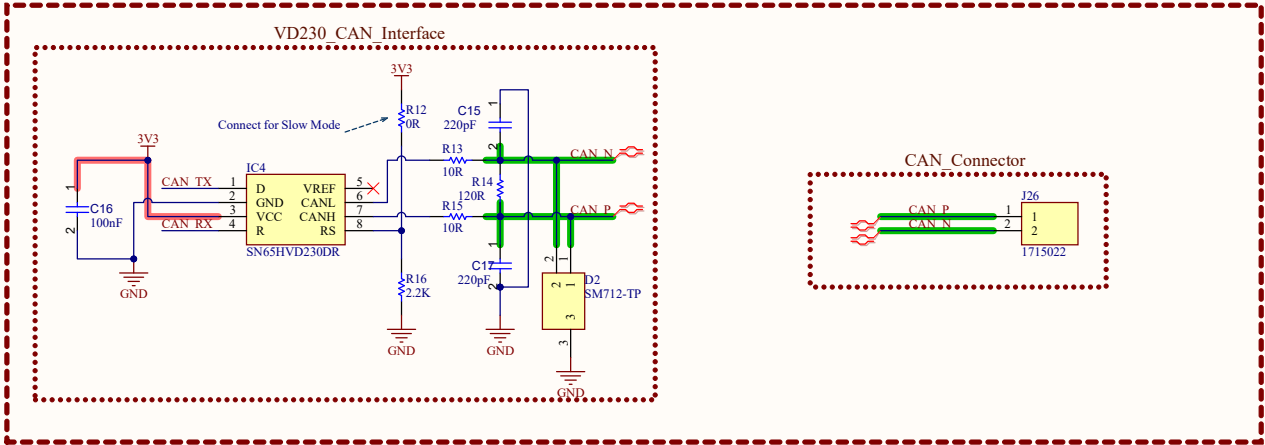 VD230_CAN_Interface
3V3
R12
0R
Connect for Slow Mode
C15
220pF
1
2
3V3
R13
10R
CAN_N
CAN_Connector
IC4
CAN_TX
1
D
VREF
5
2
GND
CANL
6
3
VCC
CANH
7
CAN_RX
4
R
RS
8
SN65HVD230DR
1
C16
100nF
2
GND
R14
120R
R15
10R
CAN_P
J26
CAN_P
1
1
CAN_N
2
2
1715022
1
C17
220pF
2
R16
2.2K
GND
GND
2
1
D2
SM712-TP
2
1
3
3
GND